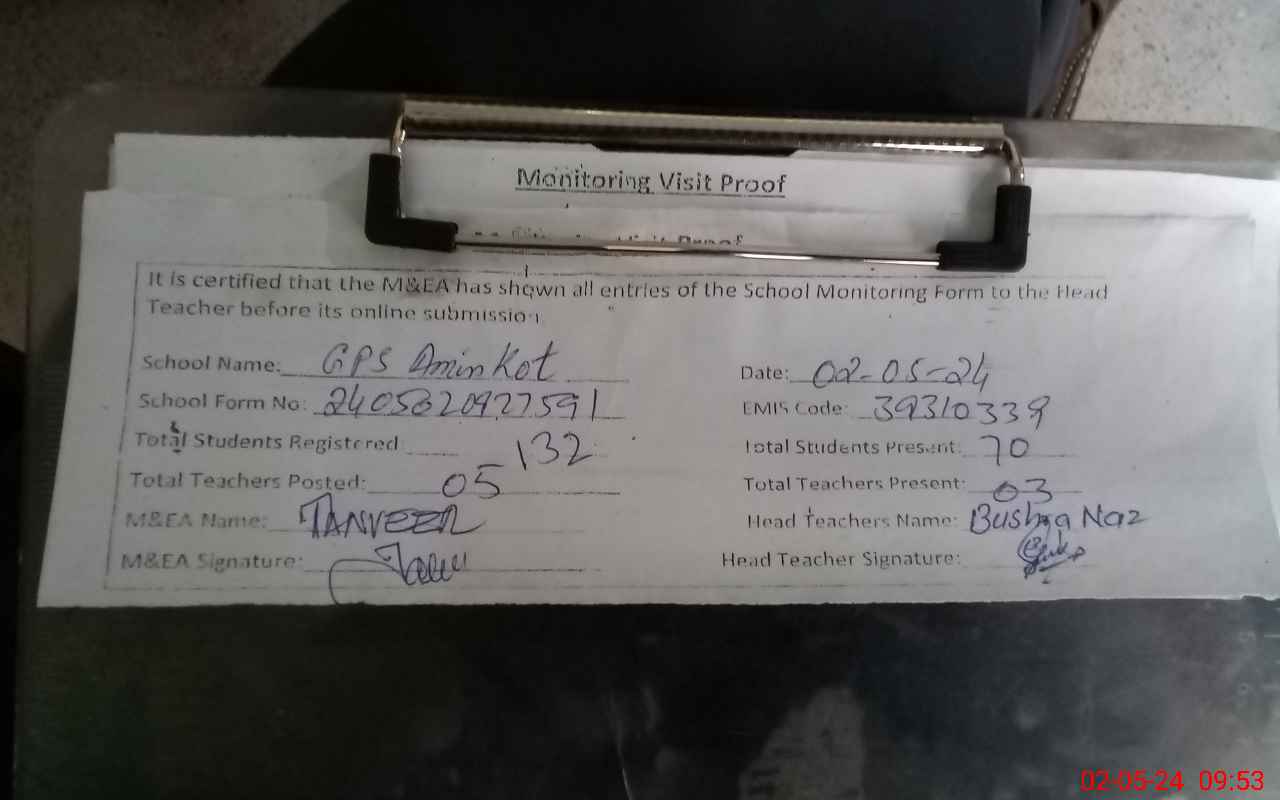 Monitoring Visit Proof
Visit Proof
It is certified that the M&EA has shown all entries of the School Monitoring Form to the Head
Teacher before its online submission
School Name: GPS Amin Kot Date: 02-05-24
School Form No: 2405620927591 EMIS Code: 39310339
Total Students Registered: 132 Total Students Present: 70
Total Teachers Posted: 05 Total Teachers Present: 03
M&EA Name: TANVEER Head Teachers Name: Bushra Naz
M&EA Signature: Head Teacher Signature:
02-05-24 09:53